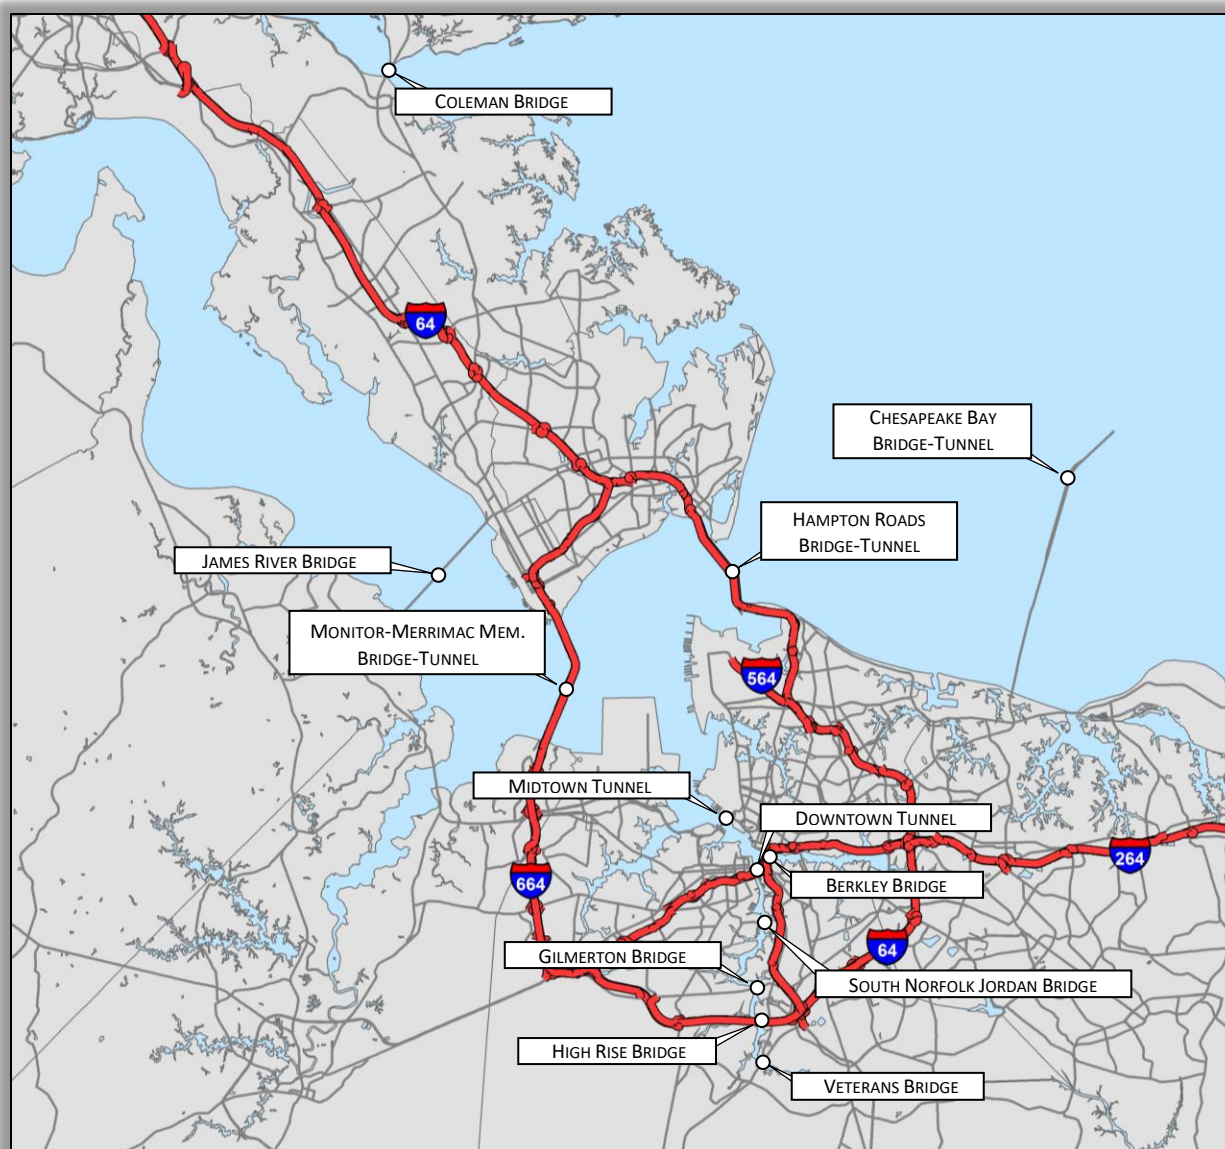 COLEMAN BRIDGE
64
CHESAPEAKE BAY
BRIDGE-TUNNEL
HAMPTON ROADS
BRIDGE-TUNNEL
JAMES RIVER BRIDGE
MONITOR-MERRIMAC MEM.
BRIDGE-TUNNEL
564
MIDTOWN TUNNEL
DOWNTOWN TUNNEL
264
664
BERKLEY BRIDGE
64
GILMERTON BRIDGE
SOUTH NORFOLK JORDAN BRIDGE
HIGH RISE BRIDGE
VETERANS BRIDGE